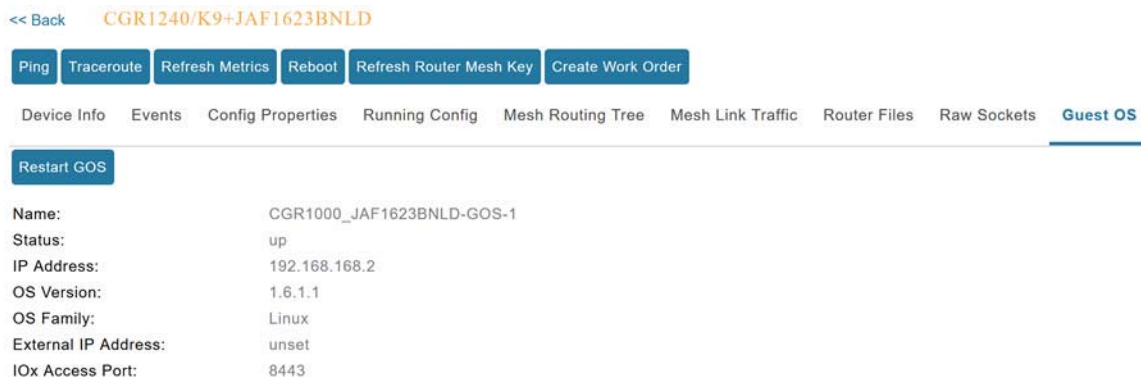 << Back CGR1240/K9+JAF1623BNLD
Ping Traceroute Refresh Metrics Reboot Refresh Router Mesh Key Create Work Order
Device Info Events Config Properties Running Config Mesh Routing Tree Mesh Link Traffic Router Files Raw Sockets Guest OS
Restart GOS
Name: CGR1000_JAF1623BNLD-GOS-1
Status: up
IP Address: 192.168.168.2
OS Version: 1.6.1.1
OS Family: Linux
External IP Address: unset
IOx Access Port: 8443